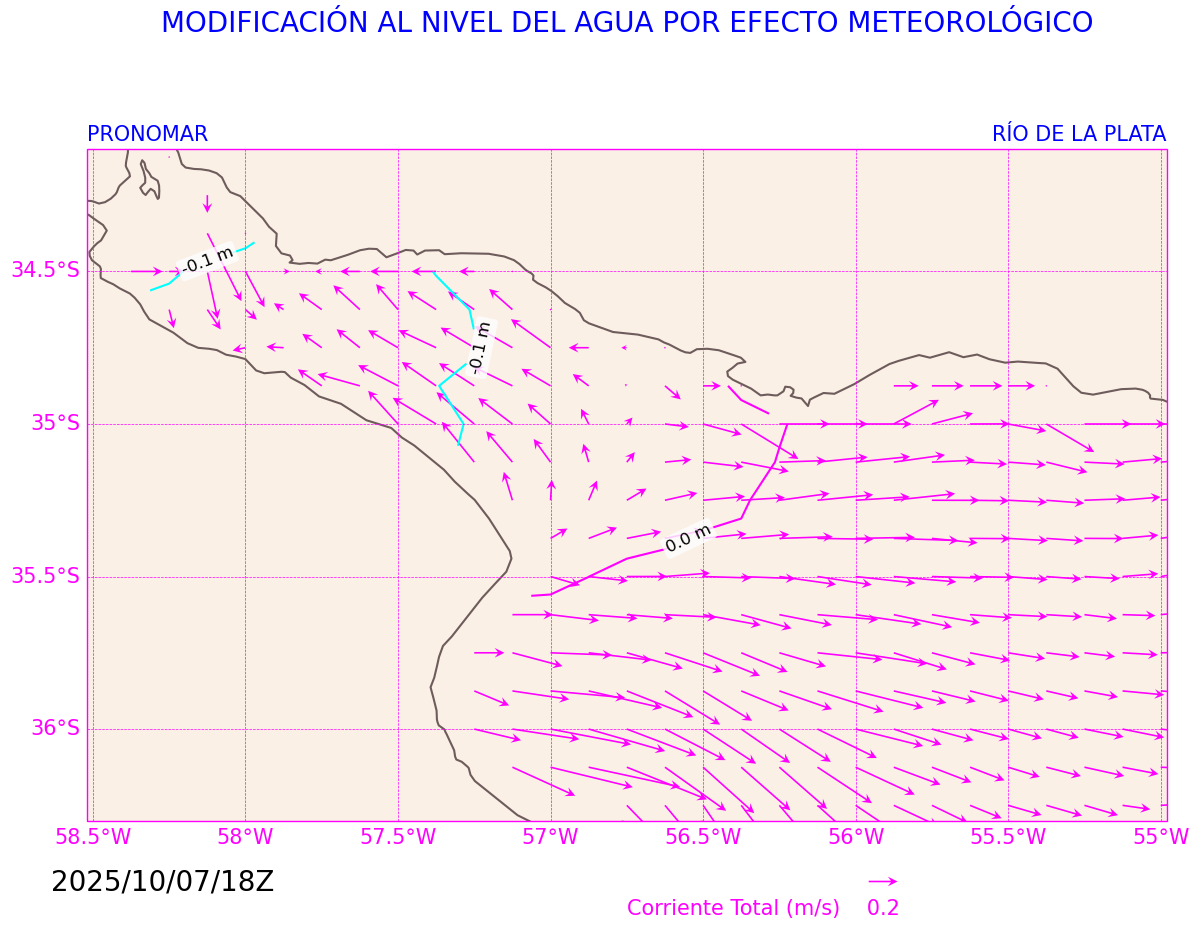 MODIFICACIÓN AL NIVEL DEL AGUA POR EFECTO METEOROLÓGICO
PRONOMAR
RÍO DE LA PLATA
-0.1 m
34.5°S
-0.1 m
35°S
0.0 m
35.5°S
36°S
58.5°W 58°W 57.5°W 57°W 56.5°W 56°W 55.5°W 55°W
2025/10/07/18Z
Corriente Total (m/s) 0.2